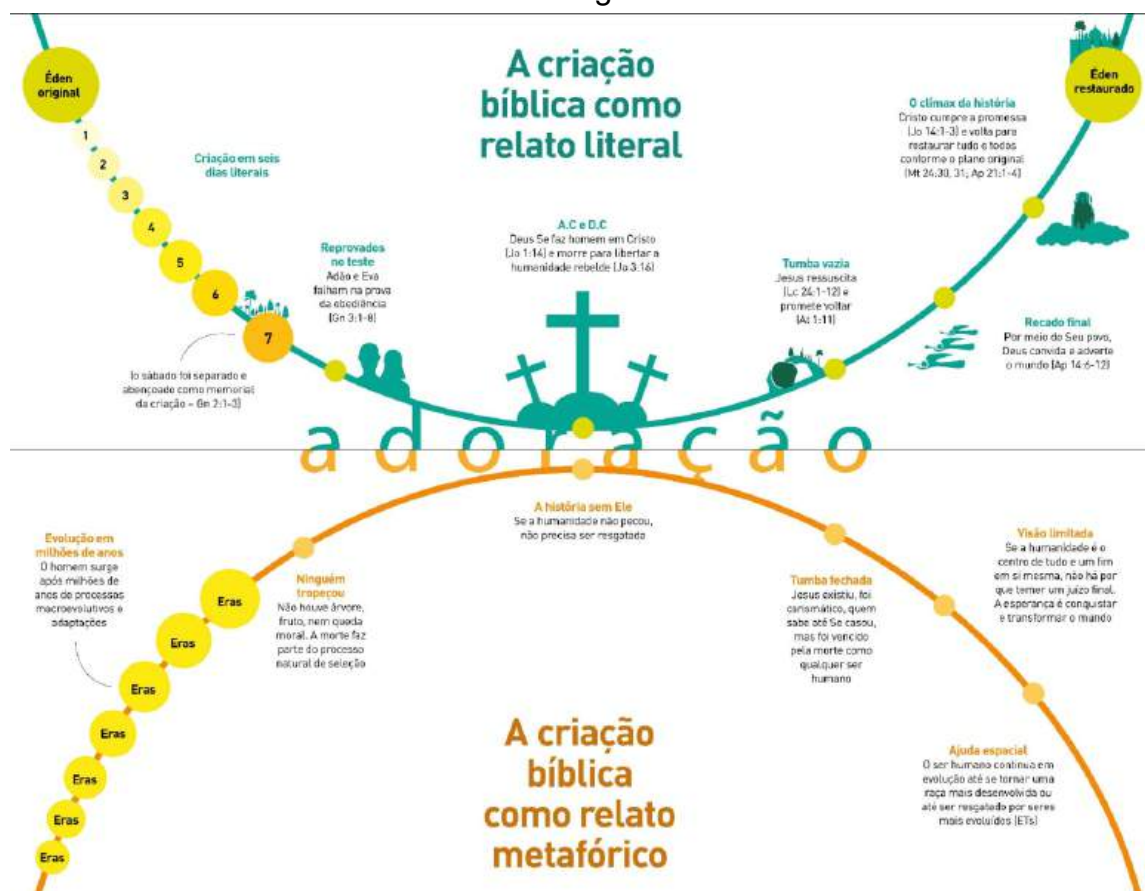 A criação
bíblica como
relato literal
Éden
original
1
2
3
4
5
6
7
Criação em seis
dias literais
(o sábado foi separado e
abençoado como memorial
da criação – Gn 2:1-3)
Reprovados
no teste
Adão e Eva
falham na prova
da obediência
(Gn 3:1-8)
A.C e D.C
Deus Se faz homem em Cristo
(Jo 1:14) e morre para libertar a
humanidade rebelde (Jo 3:16)
Tumba vazia
Jesus ressuscita
(Lc 24:1-12) e
promete voltar
(At 1:11)
Recado final
Por meio do Seu povo,
Deus convida e adverte
o mundo (Ap 14:6-12)
O clímax da história
Cristo cumpre a promessa
(Jo 14:1-3) e volta para
restaurar tudo e todos
conforme o plano original
(Mt 24:30, 31; Ap 21:1-4)
Éden
restaurado
adoração
Evolução em
milhões de anos
O homem surge
após milhões de
anos de processos
macroevolutivos e
adaptações
Eras
Eras
Eras
Eras
Eras
Eras
Eras
Ninguém
tropeçou
Não houve árvore,
fruto, nem queda
moral. A morte faz
parte do processo
natural de seleção
A história sem Ele
Se a humanidade não pecou,
não precisa ser resgatada
Tumba fechada
Jesus existiu, foi
carismático, quem
sabe até Se casou,
mas foi vencido
pela morte como
qualquer ser
humano
Visão limitada
Se a humanidade é o
centro de tudo e um fim
em si mesma, não há por
que temer um juízo final.
A esperança é conquistar
e transformar o mundo
Ajuda espacial
O ser humano continua em
evolução até se tornar uma
raça mais desenvolvida ou
até ser resgatado por seres
mais evoluídos (ETs)
A criação
bíblica
como relato
metafórico